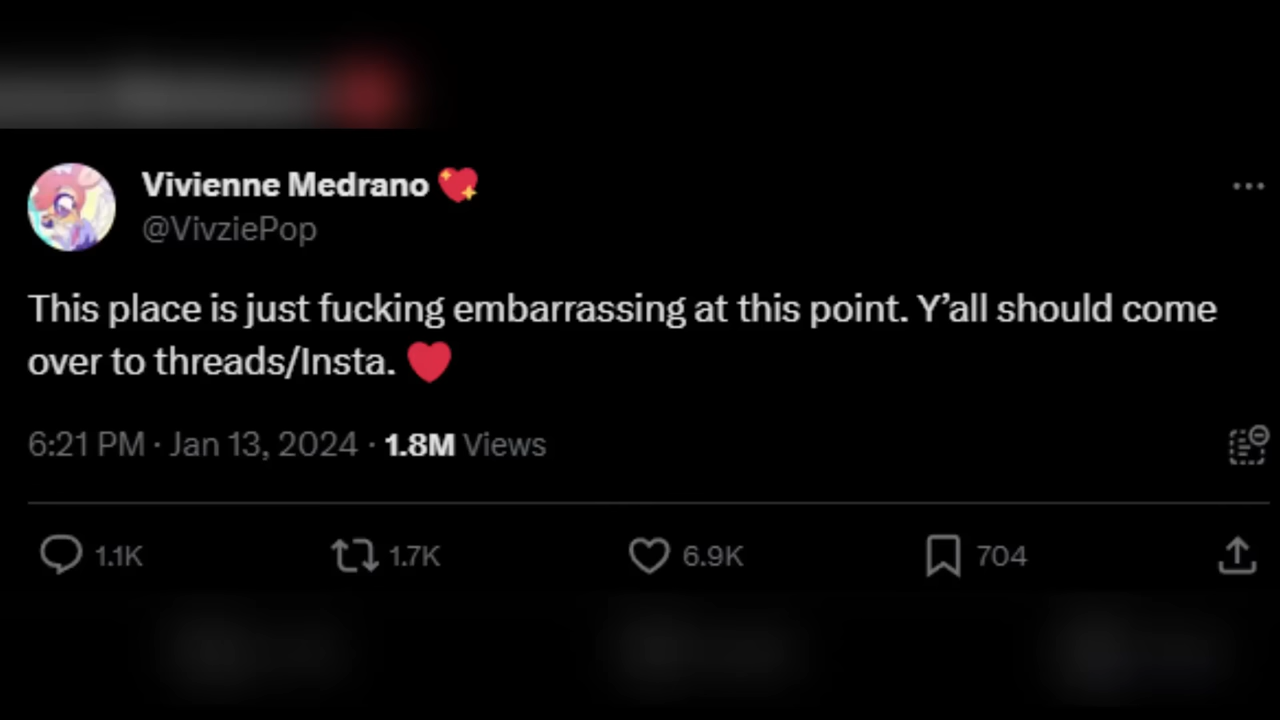 Vivienne Medrano 💖
@VivziePop
This place is just fucking embarrassing at this point. Y’all should come
over to threads/Insta. ❤️
6:21 PM · Jan 13, 2024 · 1.8M Views
1.1K 1.7K 6.9K 704